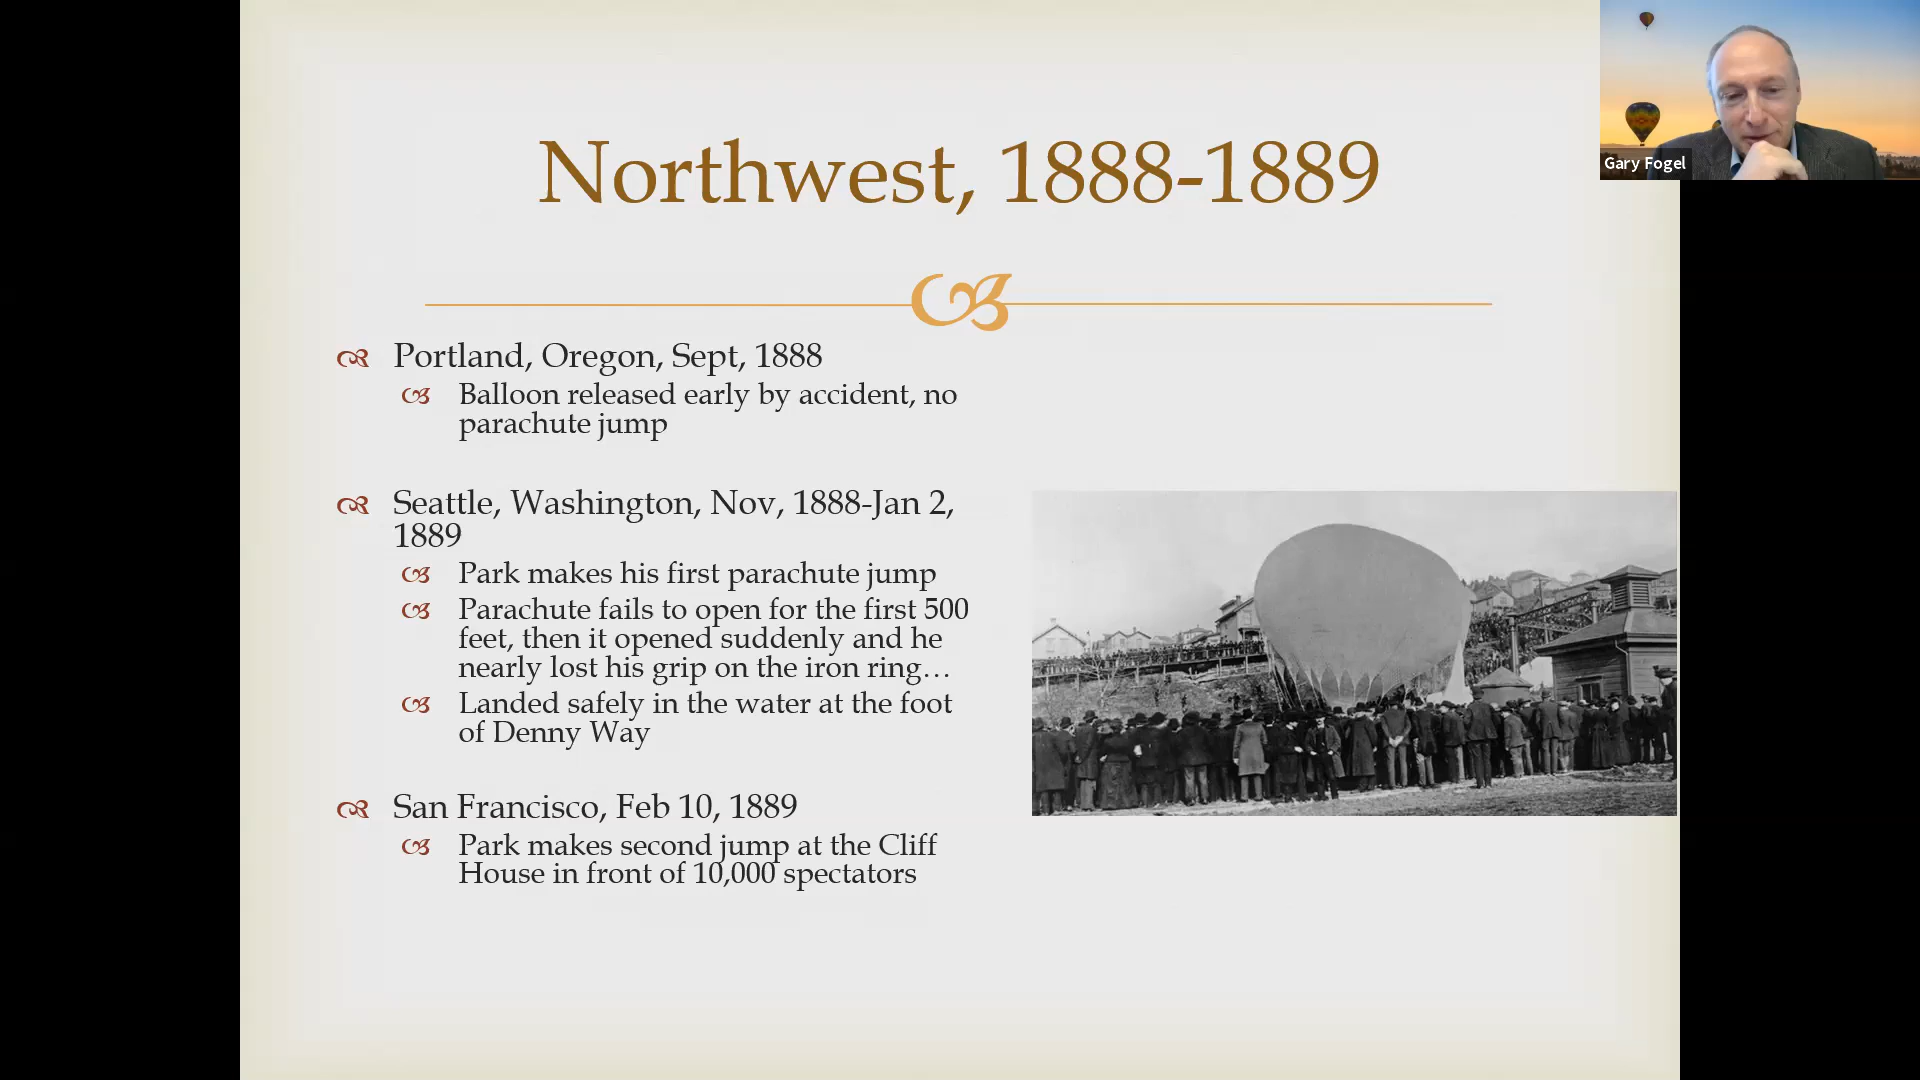 Northwest, 1888-1889
Portland, Oregon, Sept, 1888
Balloon released early by accident, no
parachute jump
Seattle, Washington, Nov, 1888-Jan 2,
1889
Park makes his first parachute jump
Parachute fails to open for the first 500
feet, then it opened suddenly and he
nearly lost his grip on the iron ring…
Landed safely in the water at the foot
of Denny Way
San Francisco, Feb 10, 1889
Park makes second jump at the Cliff
House in front of 10,000 spectators
Gary Fogel